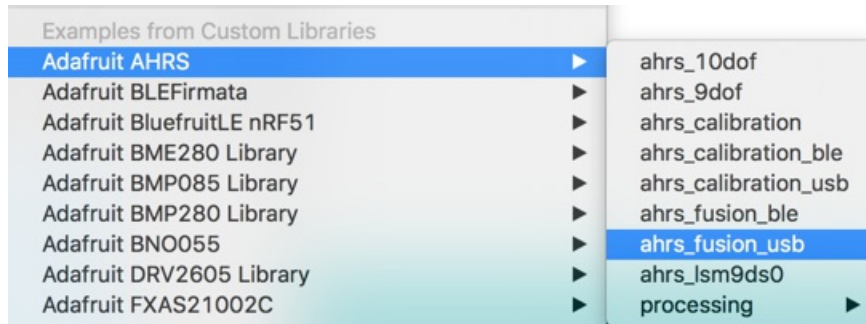 Examples from Custom Libraries
Adafruit AHRS
Adafruit BLEFirmata
Adafruit BluefruitLE nRF51
Adafruit BME280 Library
Adafruit BMP085 Library
Adafruit BMP280 Library
Adafruit BNO055
Adafruit DRV2605 Library
Adafruit FXAS21002C
ahrs_10dof
ahrs_9dof
ahrs_calibration
ahrs_calibration_ble
ahrs_calibration_usb
ahrs_fusion_ble
ahrs_fusion_usb
ahrs_lsm9ds0
processing